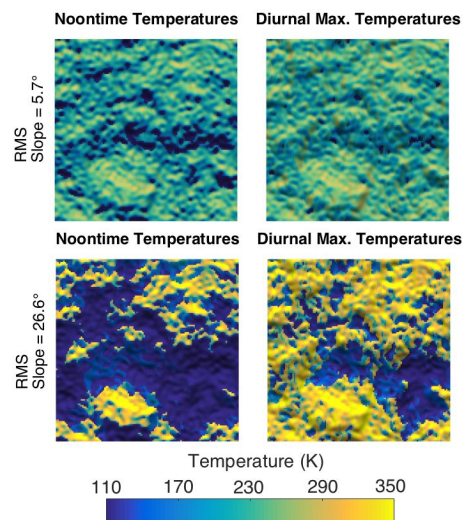 Noontime Temperatures Diurnal Max. Temperatures
RMS
Slope = 5.7°
Noontime Temperatures Diurnal Max. Temperatures
RMS
Slope = 26.6°
Temperature (K)
110 170 230 290 350